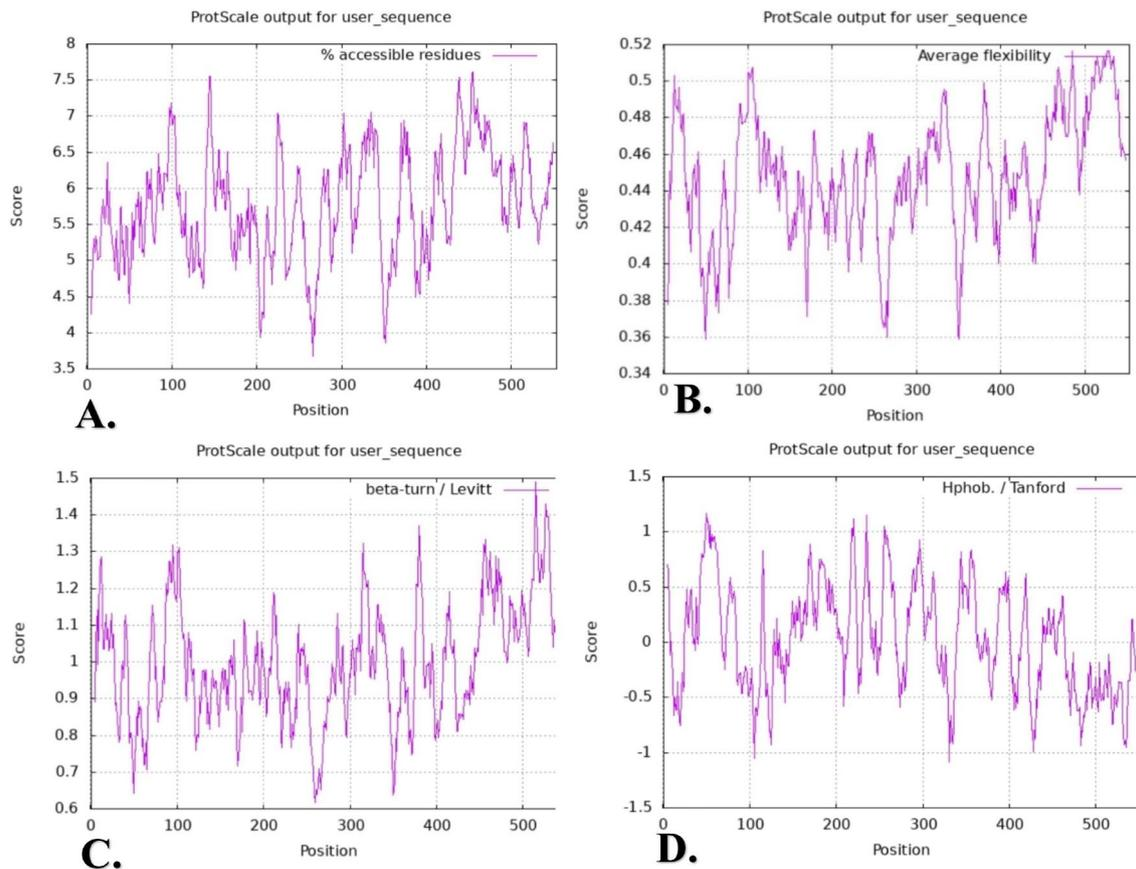 ProtScale output for user_sequence
% accessible residues
8
7.5
7
6.5
6
5.5
5
4.5
4
3.5
Score
0 100 200 300 400 500
Position
A.
ProtScale output for user_sequence
Average flexibility
0.52
0.5
0.48
0.46
0.44
0.42
0.4
0.38
0.36
0.34
Score
0 100 200 300 400 500
Position
B.
ProtScale output for user_sequence
beta-turn / Levitt
1.5
1.4
1.3
1.2
1.1
1
0.9
0.8
0.7
0.6
Score
0 100 200 300 400 500
Position
C.
ProtScale output for user_sequence
Hphob. / Tanford
1.5
1
0.5
0
-0.5
-1
-1.5
Score
0 100 200 300 400 500
Position
D.